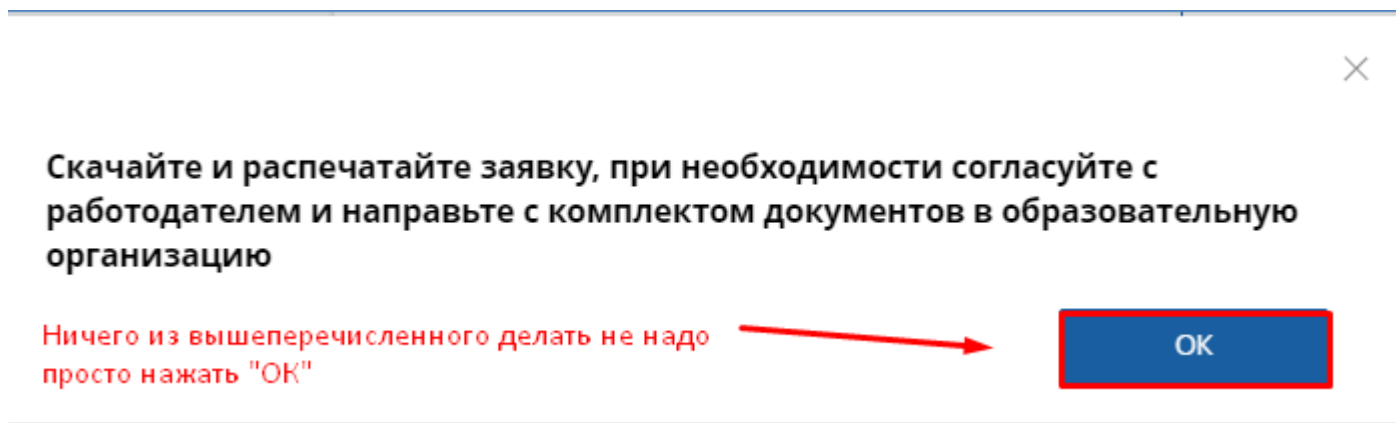 Скачайте и распечатайте заявку, при необходимости согласуйте с
работодателем и направьте с комплектом документов в образовательную
организацию
Ничего из вышеперечисленного делать не надо
просто нажать "ОК"
ОК